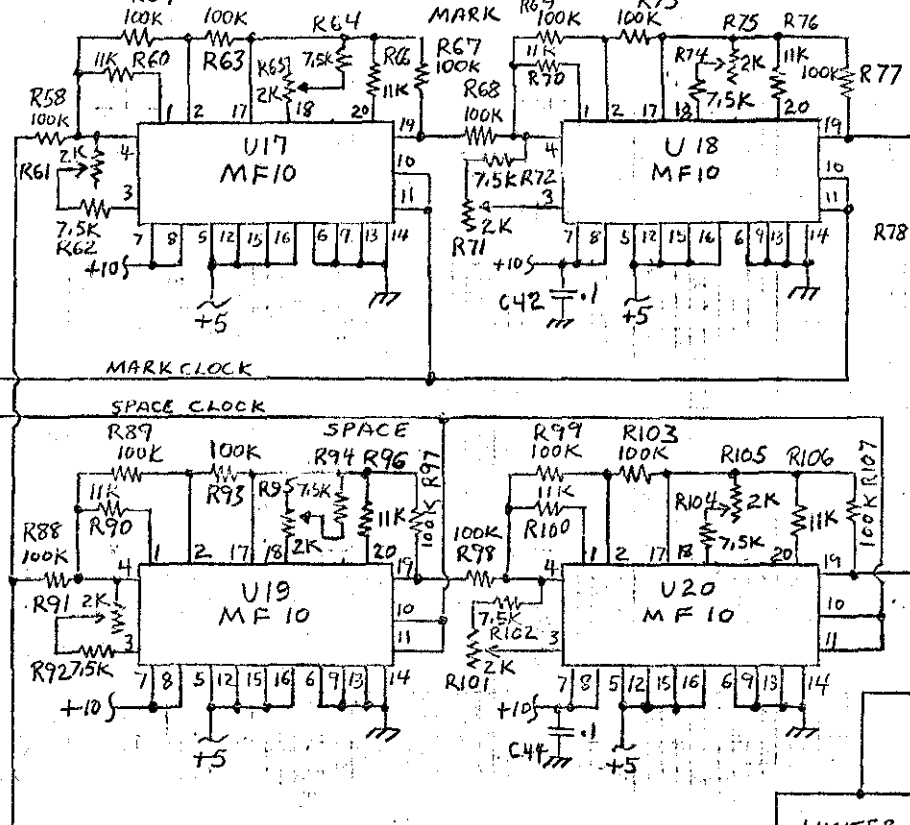 100K 100K R64 MARK R69 100K 100K R75 R76
11K R60 R63 R65 7.5K R66 R67 11K R70 R74 2K 11K 100K R77
2K 11K 100K R68 7.5K
R58 100K 1 2 17 18 20 19 100K 1 2 17 18 20 19
U17
MF10
U18
MF10
R61 2K 4 3 10 11 4 3 10 11
7.5K R62 7.5K R72 R71 2K R78
7 8 5 12 15 16 6 9 13 14 7 8 5 12 15 16 6 9 13 14
+10 +10
+5 C42 .1 +5
MARK CLOCK
SPACE CLOCK
R89 100K 100K R93 SPACE R94 R96 R97 R99 100K R103 100K R105 R106 R107
11K R90 R95 7.5K 2K 11K 100K 11K R100 R104 2K 7.5K 11K 100K
R88 100K 1 2 17 18 20 19 100K R98 1 2 17 18 20 19
U19
MF10
U20
MF10
R91 2K 4 3 10 11 4 3 10 11
R92 7.5K 7.5K R102 R101 2K
7 8 5 12 15 16 6 9 13 14 7 8 5 12 15 16 6 9 13 14
+10 +10
+5 C44 .1 +5